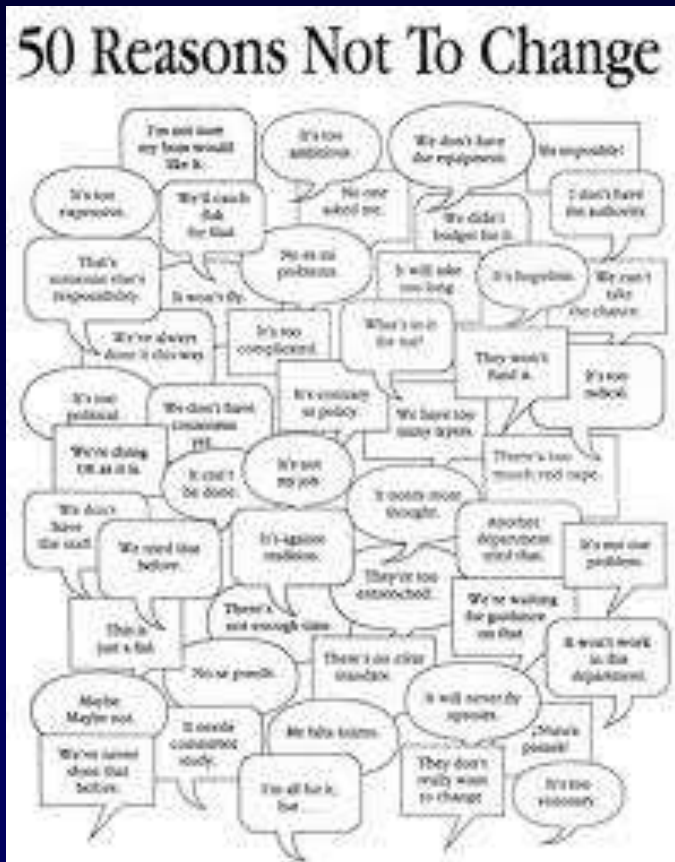 50 Reasons Not To Change
I'm not sure
my boss would
like it.
It's too
ambitious.
We don't have
the equipment.
It's impossible!
It's too
expensive.
We'll catch
flak
for that.
No one
asked me.
We didn't
budget for it.
I don't have
the authority.
That's
someone else's
responsibility.
It won't fly.
No es mi
problema.
It will take
too long.
It's hopeless.
We can't
take
the chance.
We've always
done it this way.
It's too
complicated.
What's in it
for me?
They won't
fund it.
It's too
radical.
It's too
political.
We don't have
consensus
yet.
It's contrary
to policy.
We have too
many layers.
We're doing
OK as it is.
It can't
be done.
It's not
my job.
It needs more
thought.
There's too
much red tape.
We don't
have
the staff.
We tried that
before.
It's against
tradition.
They're too
entrenched.
Another
department
tried that.
It's not our
problem.
This is
just a fad.
There's
not enough time.
We're waiting
for guidance
on that.
It won't work
in this
department.
No se puede.
There's no clear
mandate.
It will never fly
upstairs.
Maybe.
Maybe not.
We've never
done that
before.
It needs
committee
study.
Me falta
I'm all for it,
but
They don't
really want
to change
It's too
visionary.